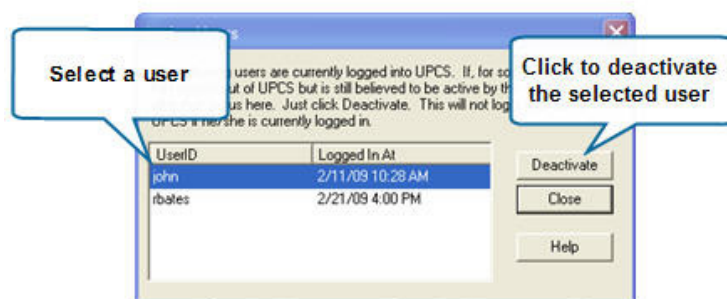 Select a user
Click to deactivate
the selected user
users are currently logged into UPCS. If, for
out of UPCS but is still believed to be active by
us here. Just click Deactivate. This will not log
UPCS if he/she is currently logged in.
UserID Logged In At
john 2/11/09 10:28 AM
rbates 2/21/09 4:00 PM
Deactivate
Close
Help